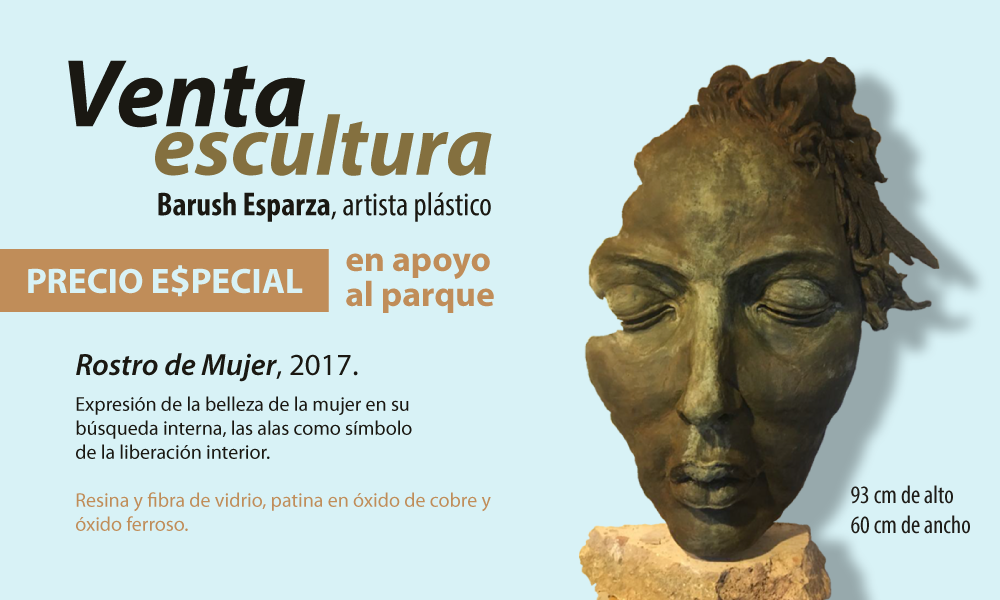 Venta
escultura
Barush Esparza, artista plástico
PRECIO E$PECIAL
en apoyo
al parque
Rostro de Mujer, 2017.
Expresión de la belleza de la mujer en su
búsqueda interna, las alas como símbolo
de la liberación interior.
Resina y fibra de vidrio, patina en óxido de cobre y
óxido ferroso.
93 cm de alto
60 cm de ancho